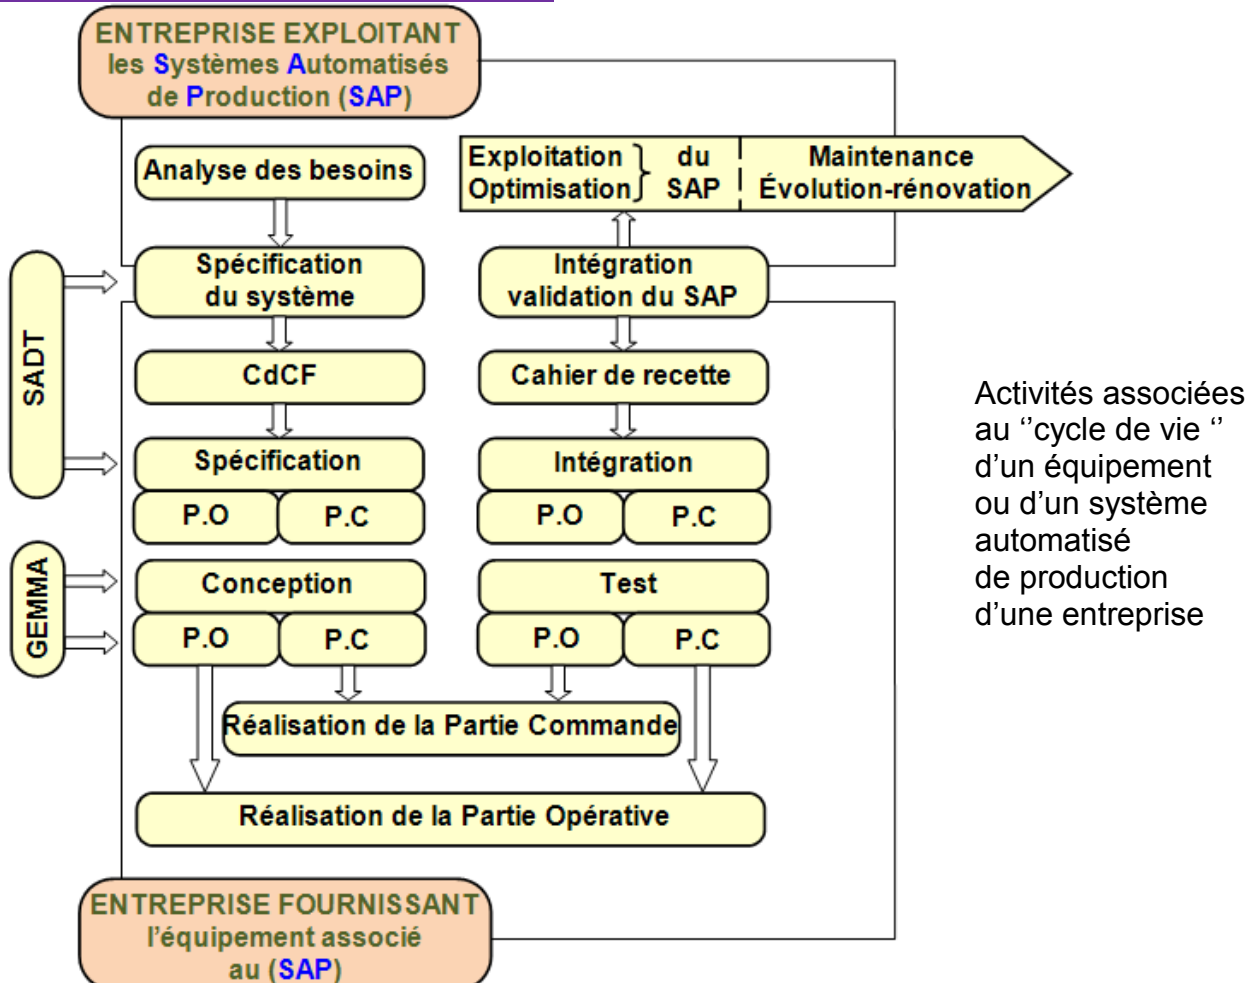 ENTREPRISE EXPLOITANT
les Systèmes Automatisés
de Production (SAP)
Analyse des besoins
Exploitation
Optimisation
du
SAP
Maintenance
Évolution-rénovation
SADT
Spécification
du système
Intégration
validation du SAP
CdCF
Cahier de recette
Spécification
P.O
P.C
Intégration
P.O
P.C
GEMMA
Conception
P.O
P.C
Test
P.O
P.C
Réalisation de la Partie Commande
Réalisation de la Partie Opérative
ENTREPRISE FOURNISSANT
l'équipement associé
au (SAP)
Activités associées
au ‘’cycle de vie ‘’
d’un équipement
ou d’un système
automatisé
de production
d’une entreprise